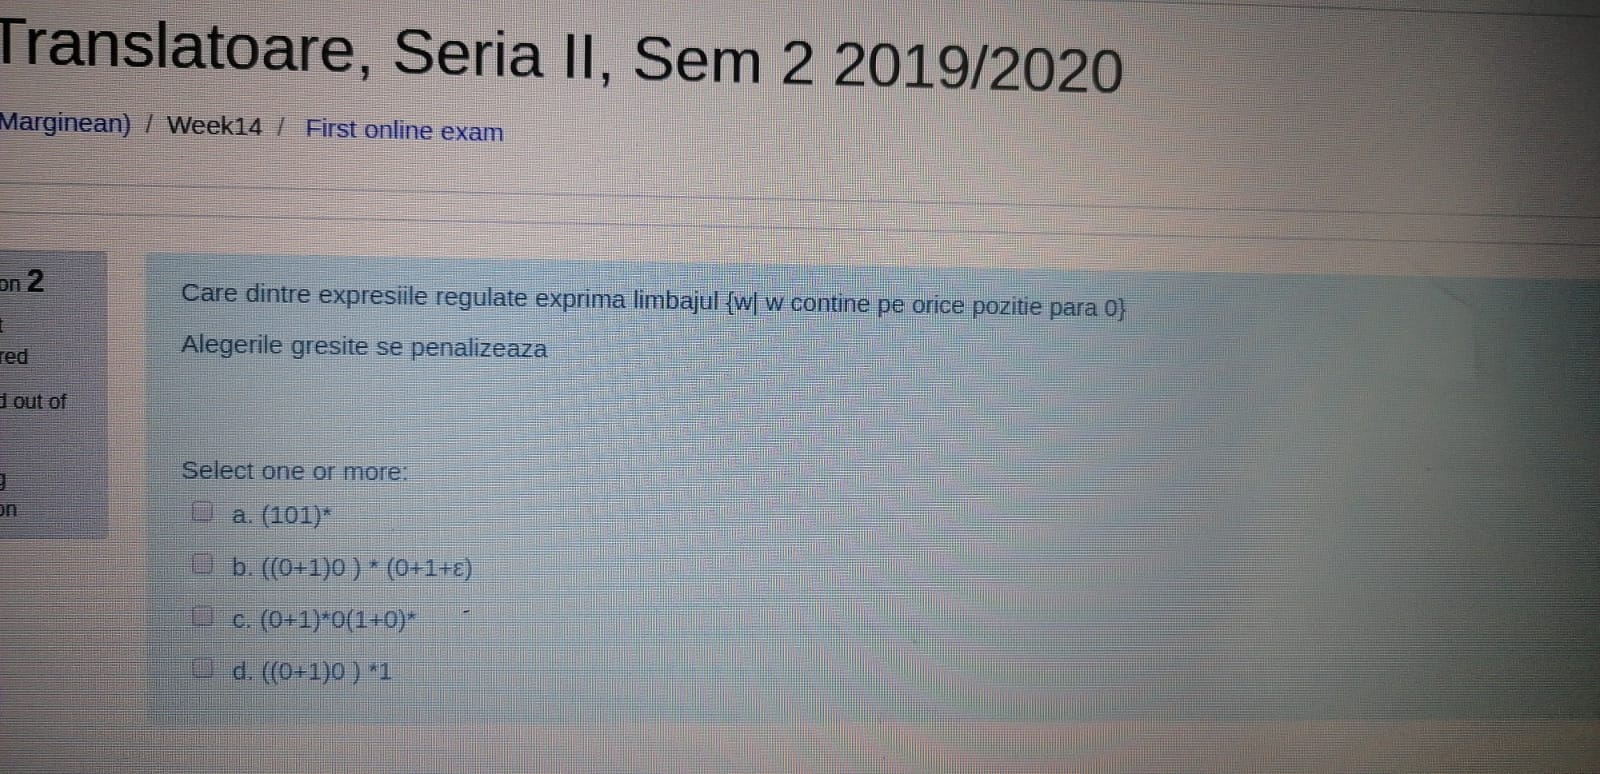 Translatoare, Seria II, Sem 2 2019/2020
Marginean) / Week14 / First online exam
on 2
red
d out of
g
on
Care dintre expresiile regulate exprima limbajul {w| w contine pe orice pozitie para 0}
Alegerile gresite se penalizeaza
Select one or more:
a. (101)*
b. ((0+1)0 ) * (0+1+ε)
c. (0+1)*0(1+0)*
d. ((0+1)0 ) *1